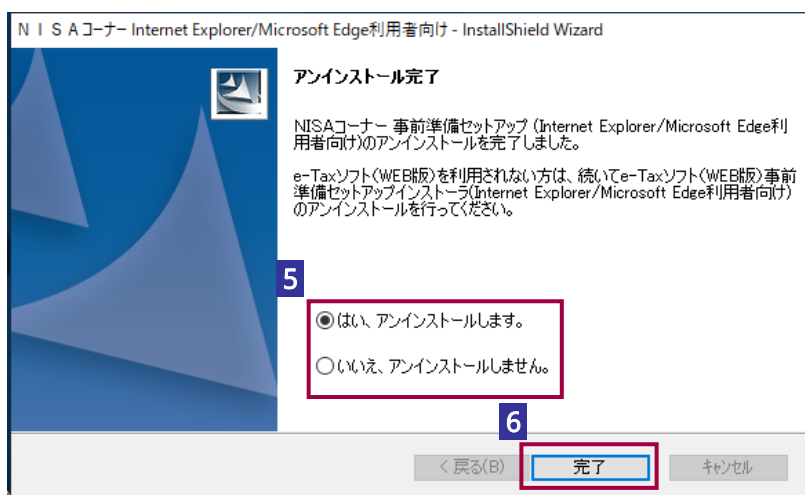 ＮＩＳＡコーナー Internet Explorer/Microsoft Edge利用者向け - InstallShield Wizard
アンインストール完了
NISAコーナー 事前準備セットアップ (Internet Explorer/Microsoft Edge利
用者向け)のアンインストールを完了しました。
e-Taxソフト(WEB版)を利用されない方は、続いてe-Taxソフト(WEB版)事前
準備セットアップインストーラ(Internet Explorer/Microsoft Edge利用者向け)
のアンインストールを行ってください。
5
はい、アンインストールします。
いいえ、アンインストールしません。
6
< 戻る(B)
完了
キャンセル